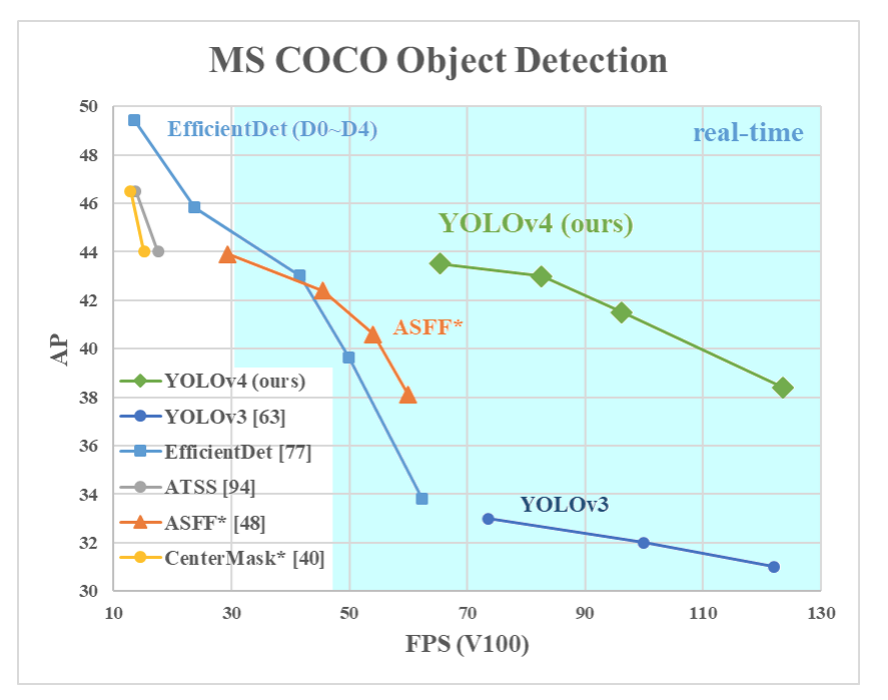 MS COCO Object Detection
50
EfficientDet (D0~D4)
real-time
48
46
YOLOv4 (ours)
44
42
ASFF*
40
AP
38
YOLOv4 (ours)
YOLOv3 [63]
36
EfficientDet [77]
ATSS [94]
34
YOLOv3
ASFF* [48]
32
CenterMask* [40]
30
10 30 50 70 90 110 130
FPS (V100)